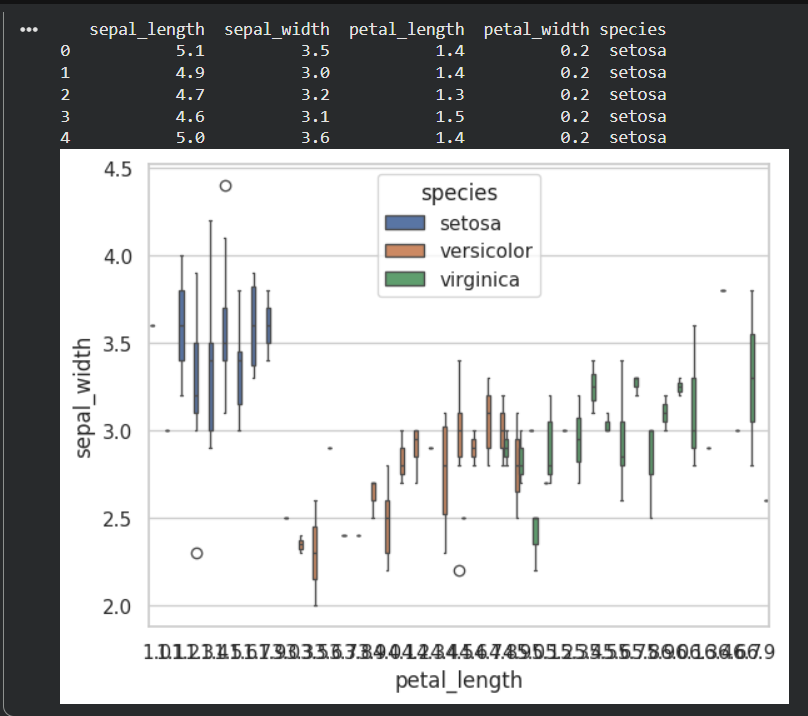 sepal_length sepal_width petal_length petal_width species
0 5.1 3.5 1.4 0.2 setosa
1 4.9 3.0 1.4 0.2 setosa
2 4.7 3.2 1.3 0.2 setosa
3 4.6 3.1 1.5 0.2 setosa
4 5.0 3.6 1.4 0.2 setosa
4.5
species
setosa
versicolor
virginica
4.0
3.5
sepal_width
3.0
2.5
2.0
petal_length